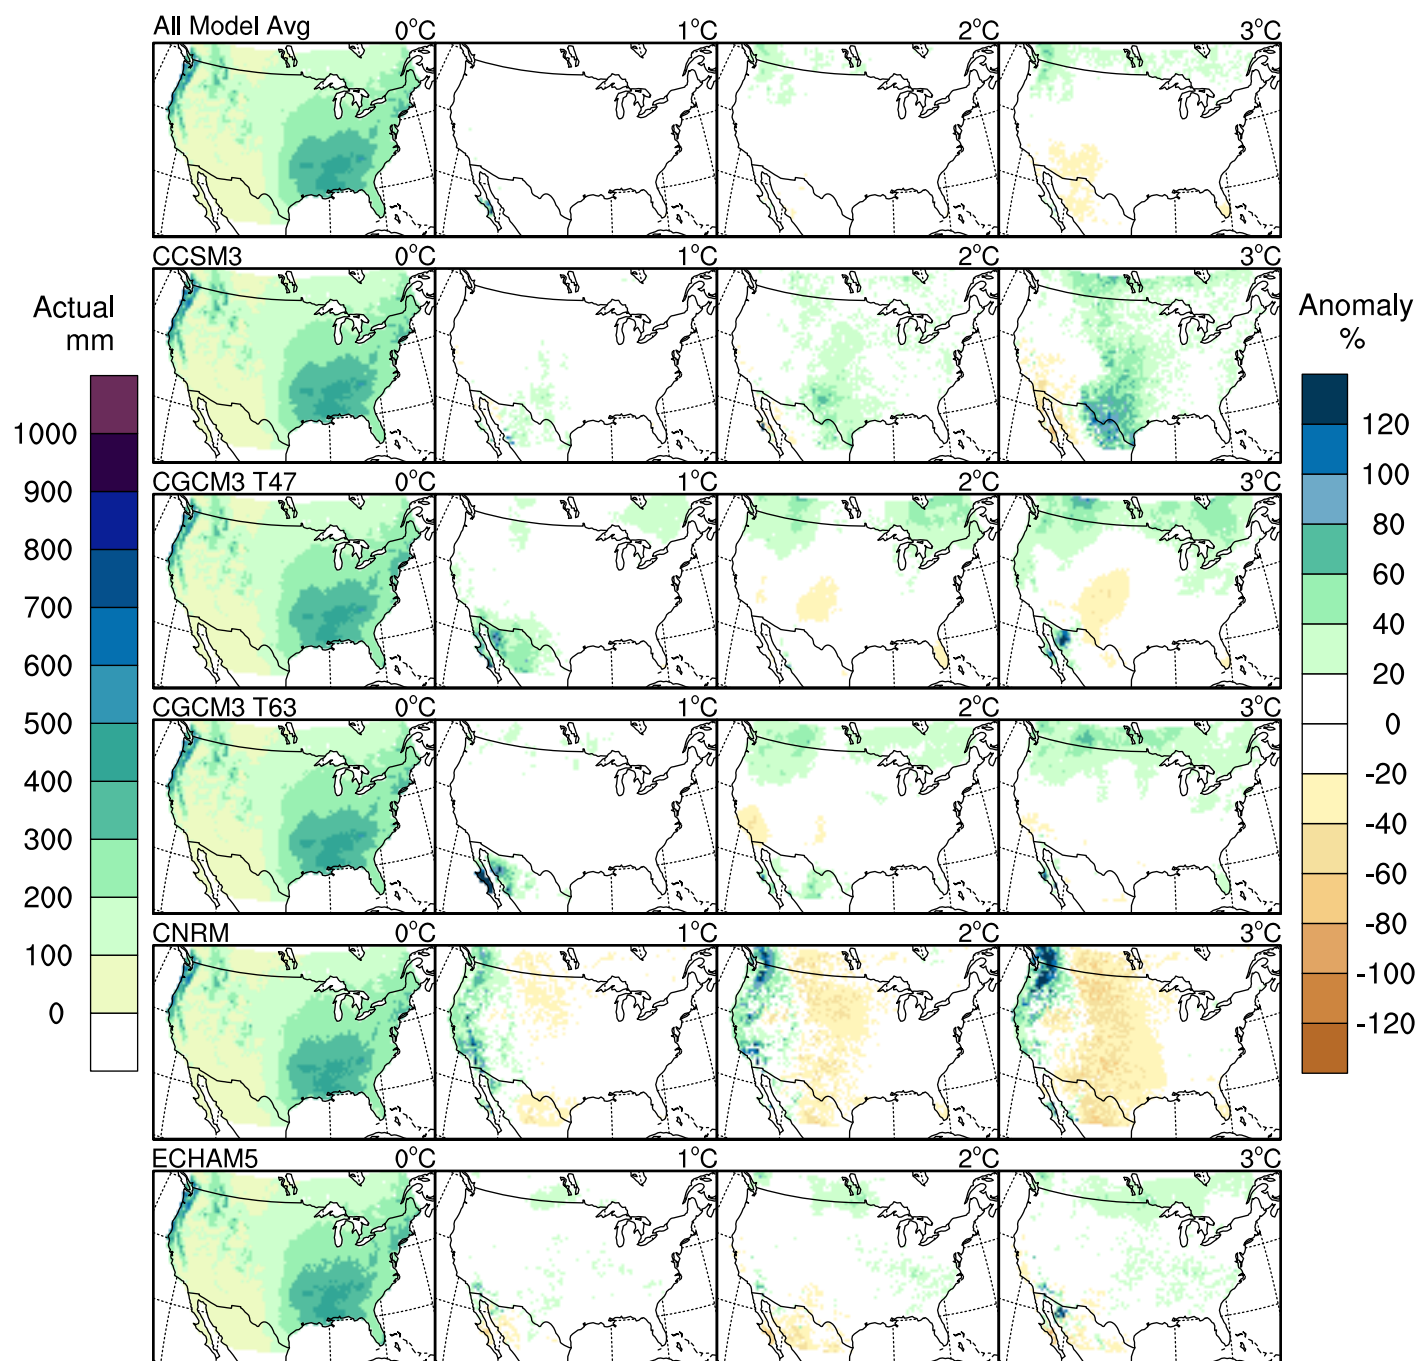 All Model Avg 0°C 1°C 2°C 3°C
CCSM3 0°C 1°C 2°C 3°C
CGCM3 T47 0°C 1°C 2°C 3°C
CGCM3 T63 0°C 1°C 2°C 3°C
CNRM 0°C 1°C 2°C 3°C
ECHAM5 0°C 1°C 2°C 3°C
Actual
mm
1000
900
800
700
600
500
400
300
200
100
0
Anomaly
%
120
100
80
60
40
20
0
-20
-40
-60
-80
-100
-120